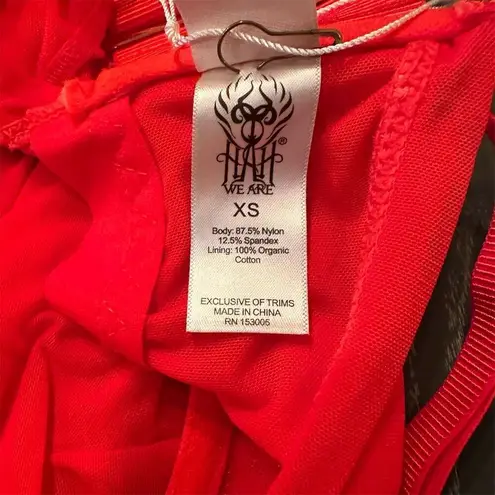 HAH®
WE ARE
XS
Body: 87.5% Nylon
12.5% Spandex
Lining: 100% Organic
Cotton
EXCLUSIVE OF TRIMS
MADE IN CHINA
RN 153005